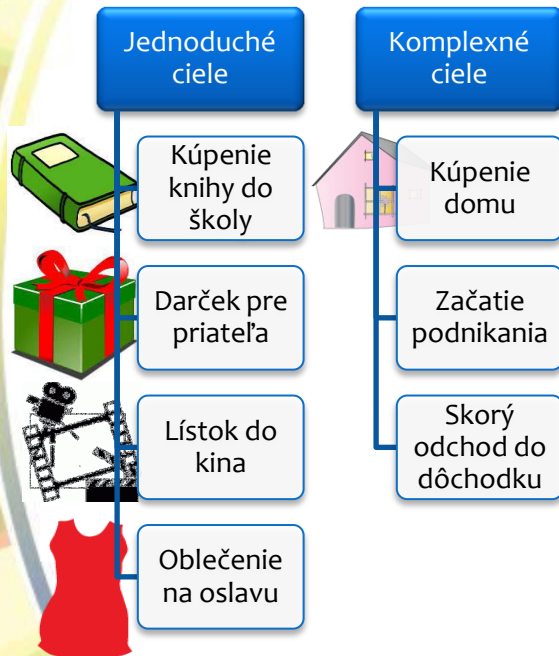 Jednoduché
ciele
Kúpenie
knihy do
školy
Darček pre
priateľa
Lístok do
kina
Oblečenie
na oslavu
Komplexné
ciele
Kúpenie
domu
Začatie
podnikania
Skorý
odchod do
dôchodku